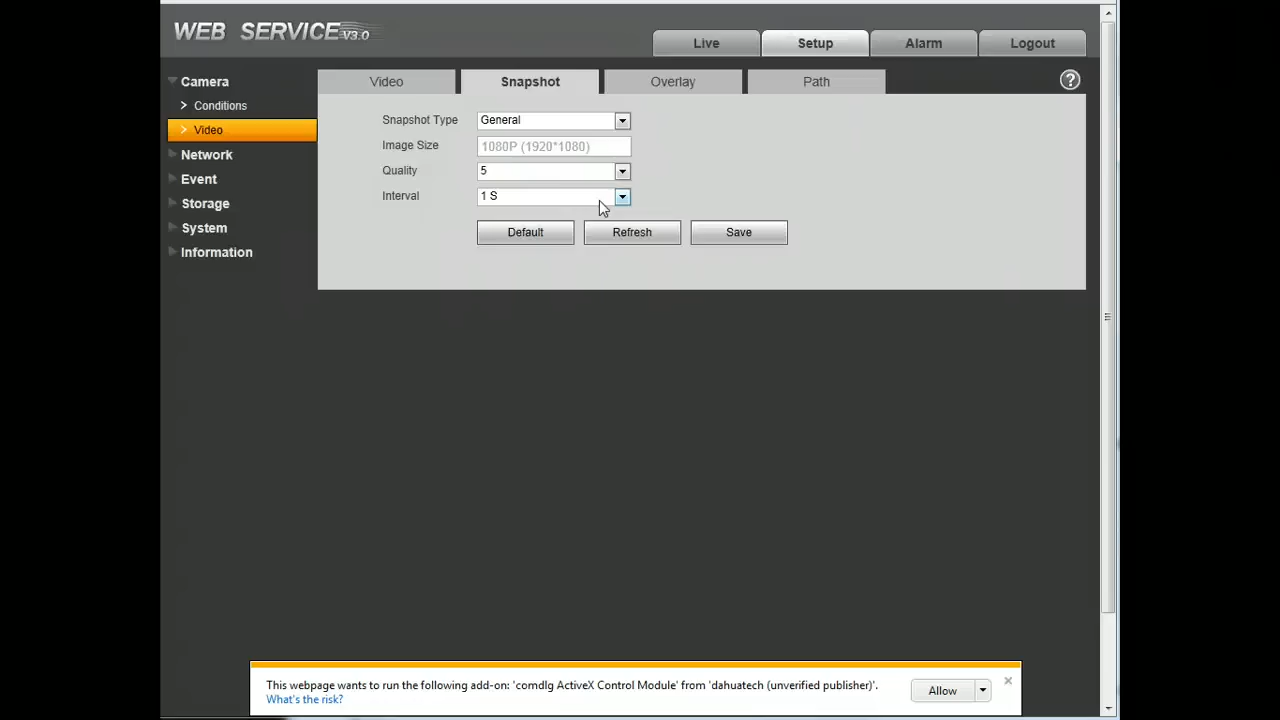 WEB SERVICE V3.0
Live
Setup
Alarm
Logout
Camera
Conditions
Video
Network
Event
Storage
System
Information
Video
Snapshot
Overlay
Path
?
Snapshot Type
General
Image Size
1080P (1920*1080)
Quality
5
Interval
1 S
Default
Refresh
Save
This webpage wants to run the following add-on: 'comdlg ActiveX Control Module' from 'dahuatech (unverified publisher)'.
What's the risk?
Allow